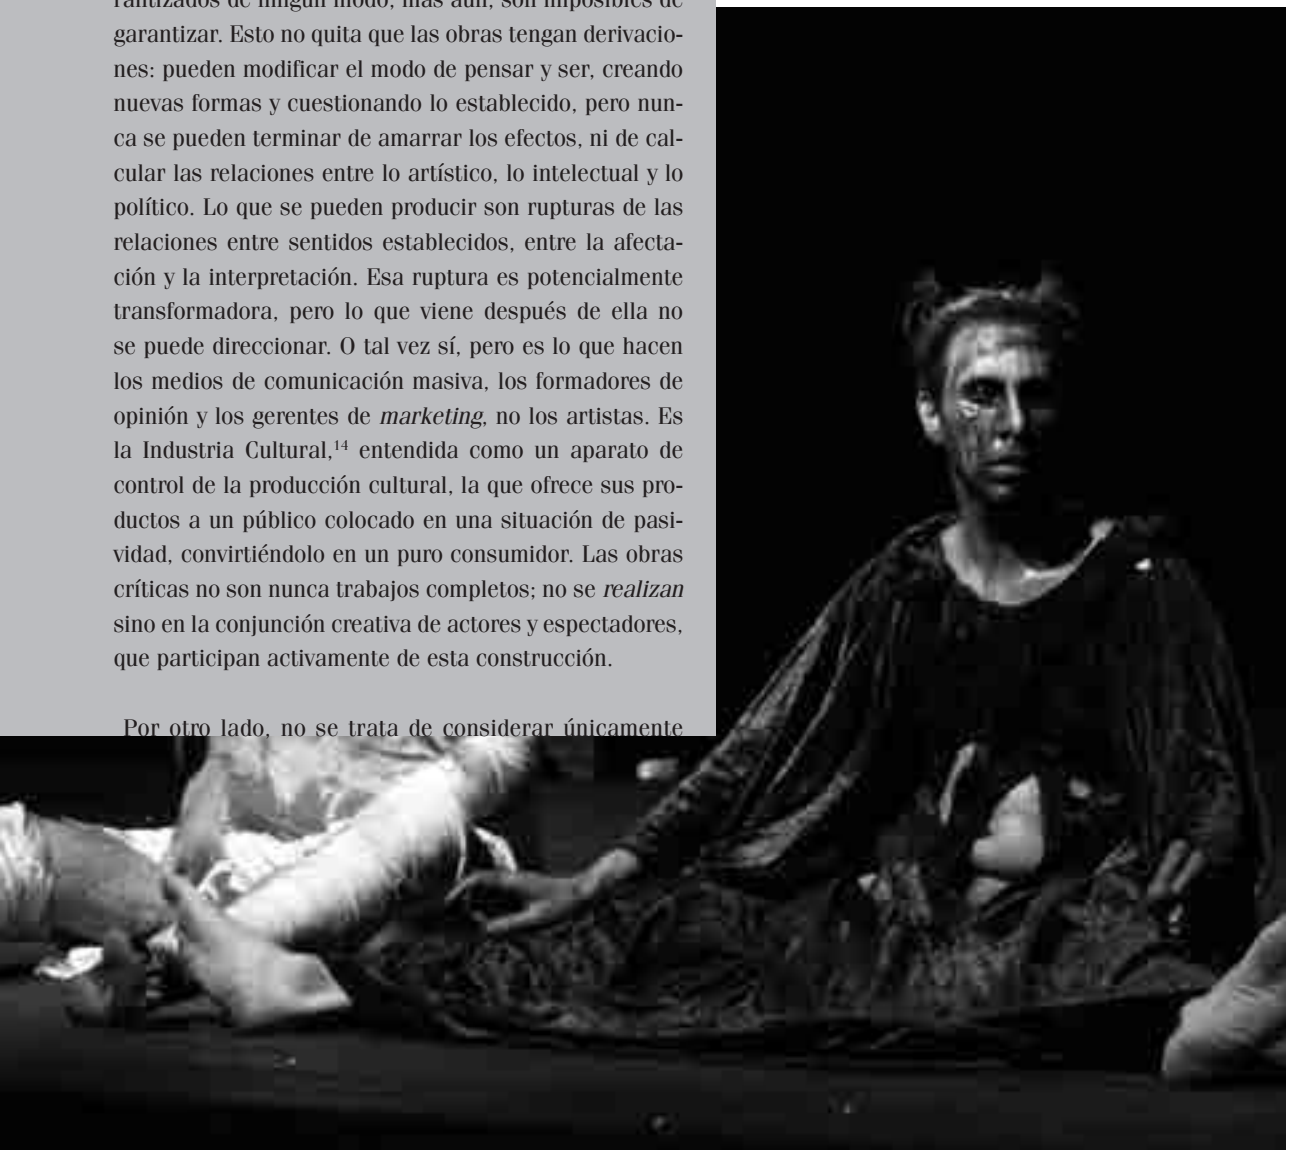 rantizados de ningún modo, más aún, son imposibles de
garantizar. Esto no quita que las obras tengan derivacio-
nes: pueden modificar el modo de pensar y ser, creando
nuevas formas y cuestionando lo establecido, pero nun-
ca se pueden terminar de amarrar los efectos, ni de cal-
cular las relaciones entre lo artístico, lo intelectual y lo
político. Lo que se pueden producir son rupturas de las
relaciones entre sentidos establecidos, entre la afecta-
ción y la interpretación. Esa ruptura es potencialmente
transformadora, pero lo que viene después de ella no
se puede direccionar. O tal vez sí, pero es lo que hacen
los medios de comunicación masiva, los formadores de
opinión y los gerentes de marketing, no los artistas. Es
la Industria Cultural,14 entendida como un aparato de
control de la producción cultural, la que ofrece sus pro-
ductos a un público colocado en una situación de pasi-
vidad, convirtiéndolo en un puro consumidor. Las obras
críticas no son nunca trabajos completos; no se realizan
sino en la conjunción creativa de actores y espectadores,
que participan activamente de esta construcción.
Por otro lado, no se trata de considerar únicamente